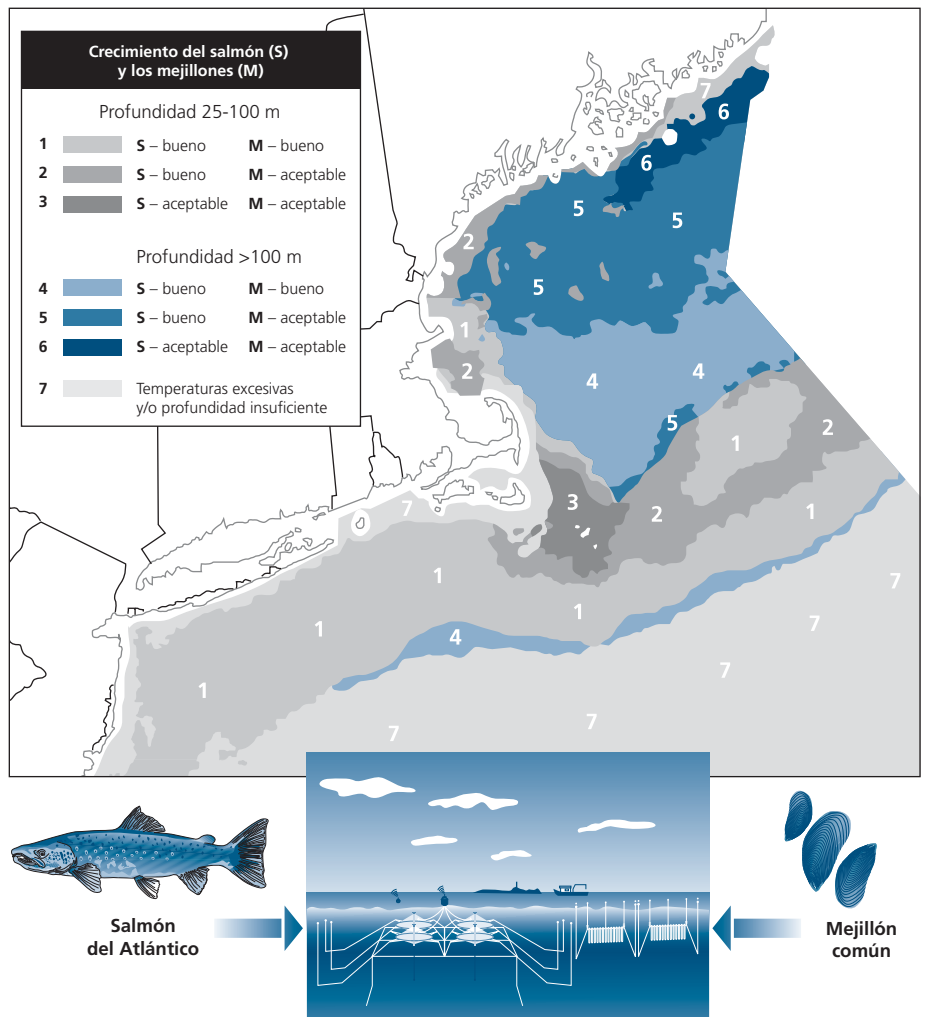 Crecimiento del salmón (S)
y los mejillones (M)
Profundidad 25-100 m
1 S – bueno M – bueno
2 S – bueno M – aceptable
3 S – aceptable M – aceptable
Profundidad >100 m
4 S – bueno M – bueno
5 S – bueno M – aceptable
6 S – aceptable M – aceptable
7 Temperaturas excesivas
y/o profundidad insuficiente
7
6
6
5
5
2
5
1
2
4
4
5
1
2
3
2
7
1
1
7
1
1
4
7
1
7
7
7
Salmón
del Atlántico
Mejillón
común